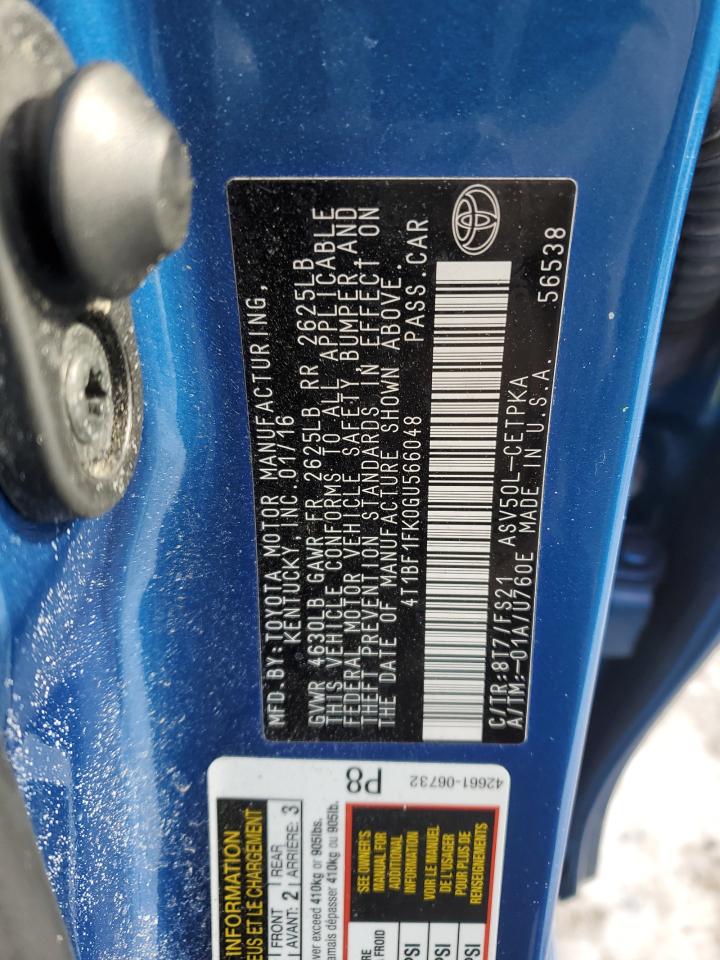 MFD.BY:TOYOTA MOTOR MANUFACTURING,
KENTUCKY, INC. 01/16
GVWR 4630LB GAWR FR 2625LB RR 2625LB
THIS VEHICLE CONFORMS TO ALL APPLICABLE
FEDERAL MOTOR VEHICLE SAFETY, BUMPER AND
THEFT PREVENTION STANDARDS IN EFFECT ON
THE DATE OF MANUFACTURE SHOWN ABOVE.
4T1BF1FK0GU566048 PASS.CAR
C/TR:8T7/FS21 ASV50L-CETPKA
A/TM:-01A/U760E MADE IN U.S.A. 56538
INFORMATION
EUS ET LE CHARGEMENT
FRONT
AVANT: 2
REAR
ARRIÈRE: 3
ver exceed 410kg or 905lbs.
mais dépasser 410kg ou 905lb.
P8
42661-06732
SEE OWNER'S
MANUAL FOR
ADDITIONAL
INFORMATION
VOIR LE MANUEL
DE L'USAGER
POUR PLUS DE
RENSEIGNEMENTS
FROID
PSI
PSI
PSI